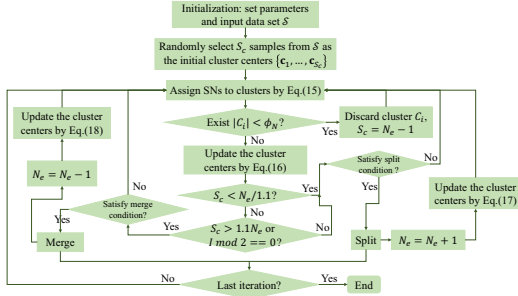 Initialization: set parameters
and input data set 𝒮
Randomly select S_c samples from 𝒮 as
the initial cluster centers {𝐜_1, …, 𝐜_{S_c}}
Assign SNs to clusters by Eq.(15)
Exist |C_i| < ϕ_N?
Yes
Discard cluster C_i,
S_c = N_e − 1
No
Update the cluster
centers by Eq.(16)
Update the cluster
centers by Eq.(18)
N_e = N_e − 1
S_c < N_e/1.1?
Yes
Satisfy split
condition ?
No
Yes
Update the cluster
centers by Eq.(17)
No
Satisfy merge
condition?
No
Yes
Merge
Yes
S_c > 1.1N_e or
I mod 2 == 0?
No
Split
N_e = N_e + 1
No
Last iteration?
Yes
End